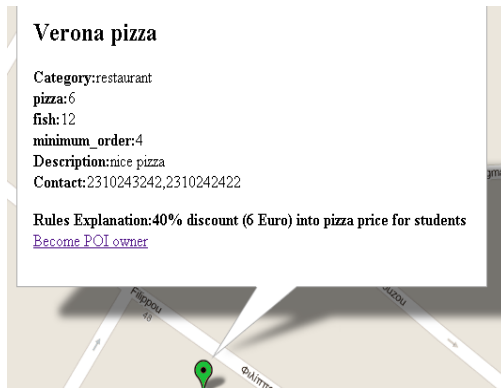 Verona pizza
Category:restaurant
pizza:6
fish:12
minimum_order:4
Description:nice pizza
Contact:2310243242,2310242422
Rules Explanation:40% discount (6 Euro) into pizza price for students
Become POI owner
Filippou
48